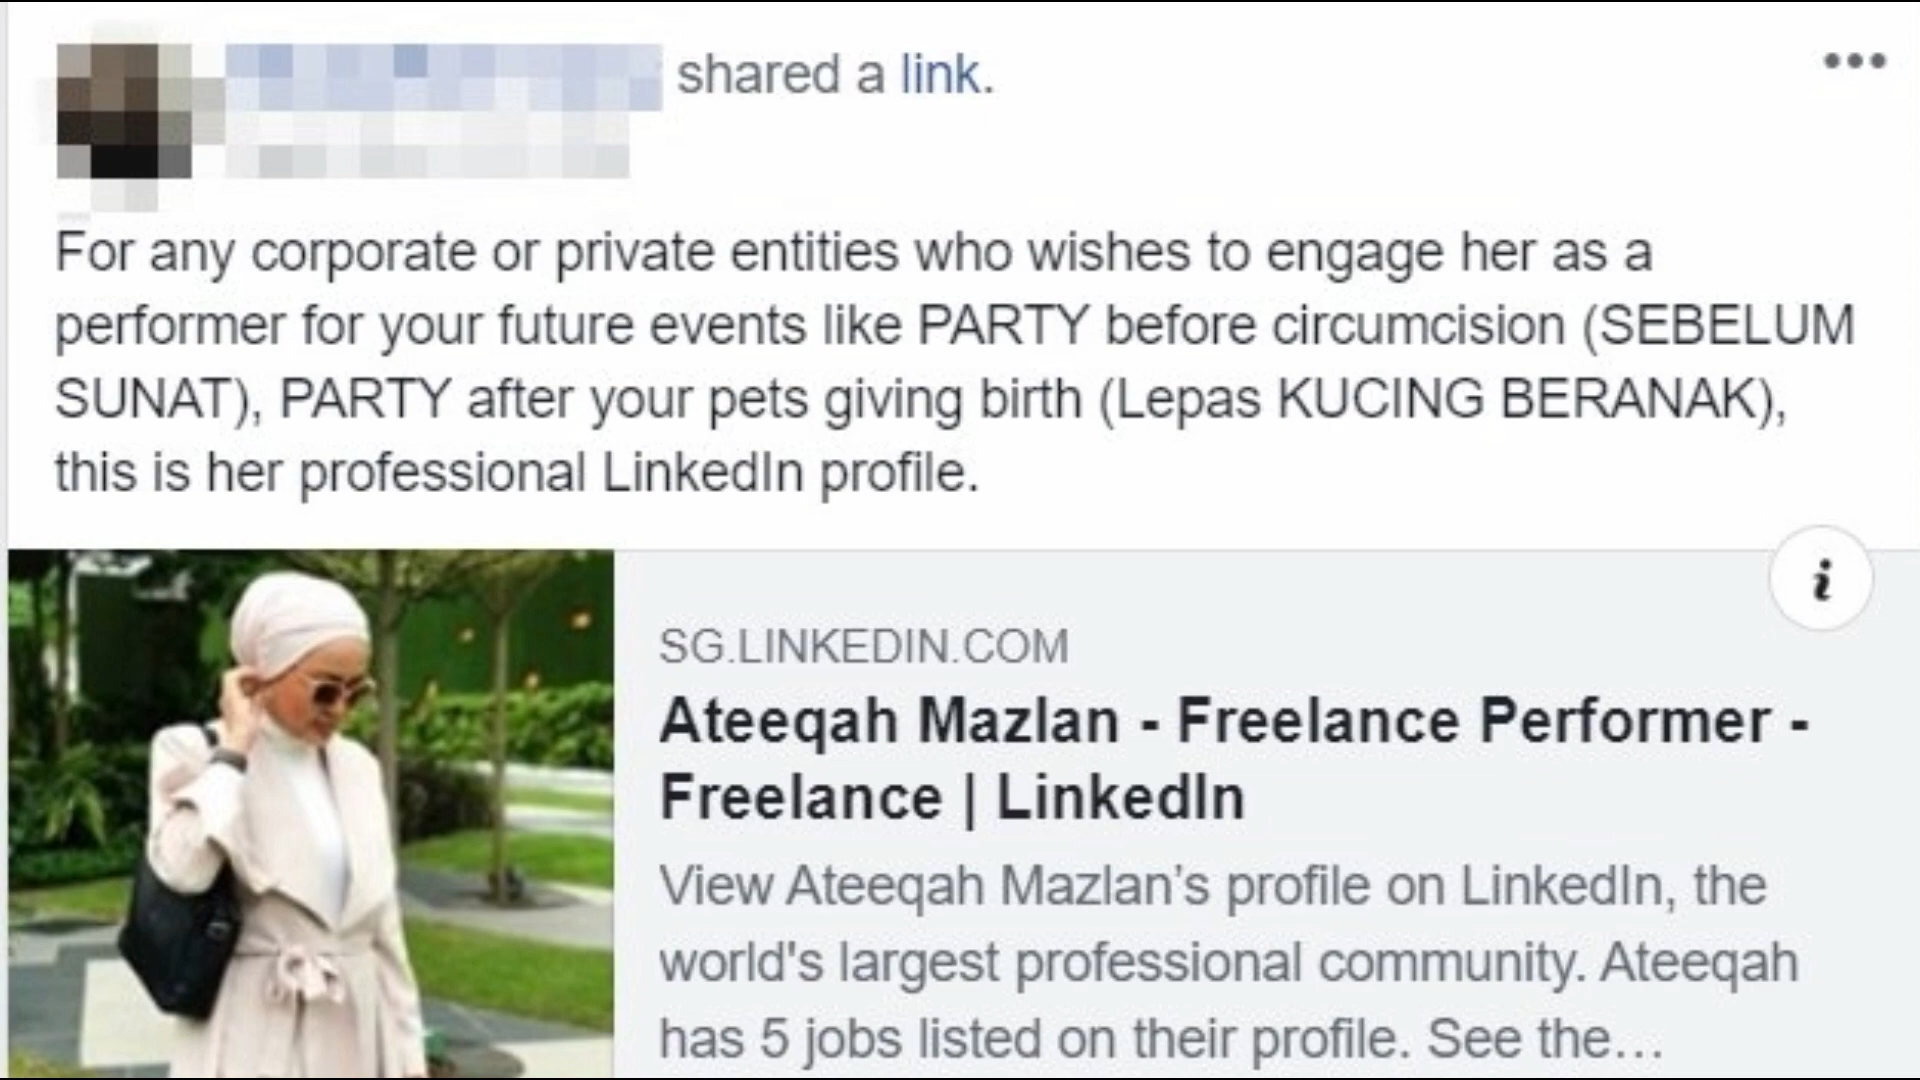 shared a link.
For any corporate or private entities who wishes to engage her as a
performer for your future events like PARTY before circumcision (SEBELUM
SUNAT), PARTY after your pets giving birth (Lepas KUCING BERANAK),
this is her professional LinkedIn profile.
i
SG.LINKEDIN.COM
Ateeqah Mazlan - Freelance Performer -
Freelance | LinkedIn
View Ateeqah Mazlan's profile on LinkedIn, the
world's largest professional community. Ateeqah
has 5 jobs listed on their profile. See the...